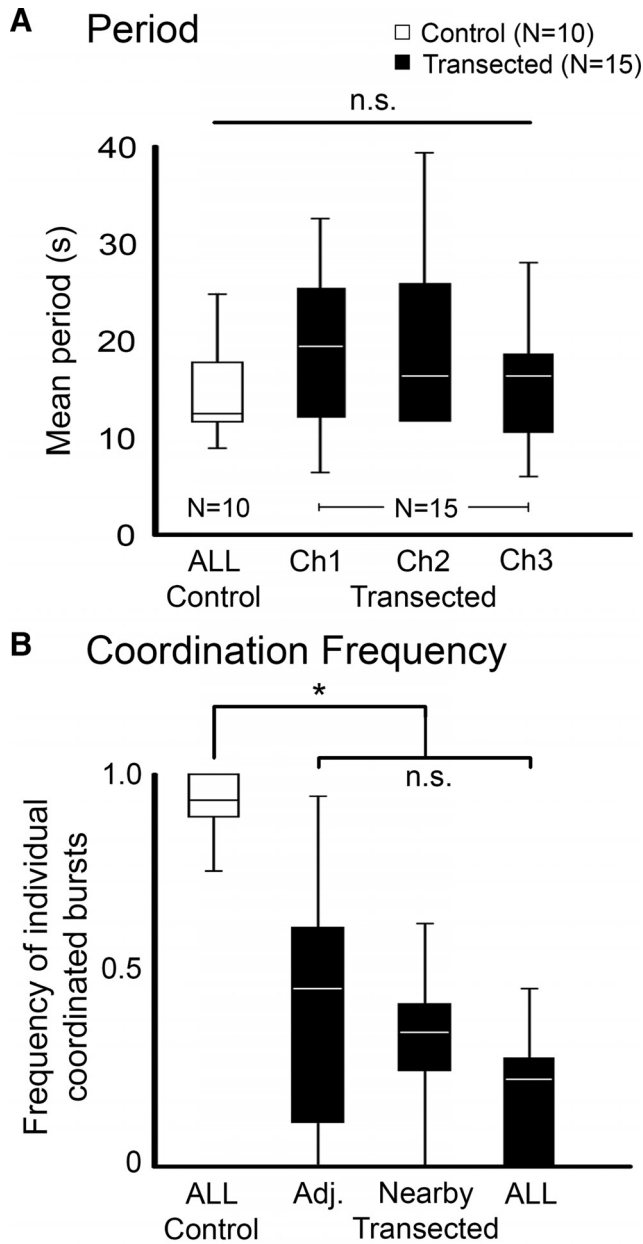 A Period
Control (N=10)
Transected (N=15)
n.s.
40
30
20
10
0
Mean period (s)
N=10
N=15
ALL Ch1 Ch2 Ch3
Control Transected
B Coordination Frequency
*
n.s.
1.0
0.5
0
Frequency of individual
coordinated bursts
ALL Adj. Nearby ALL
Control Transected